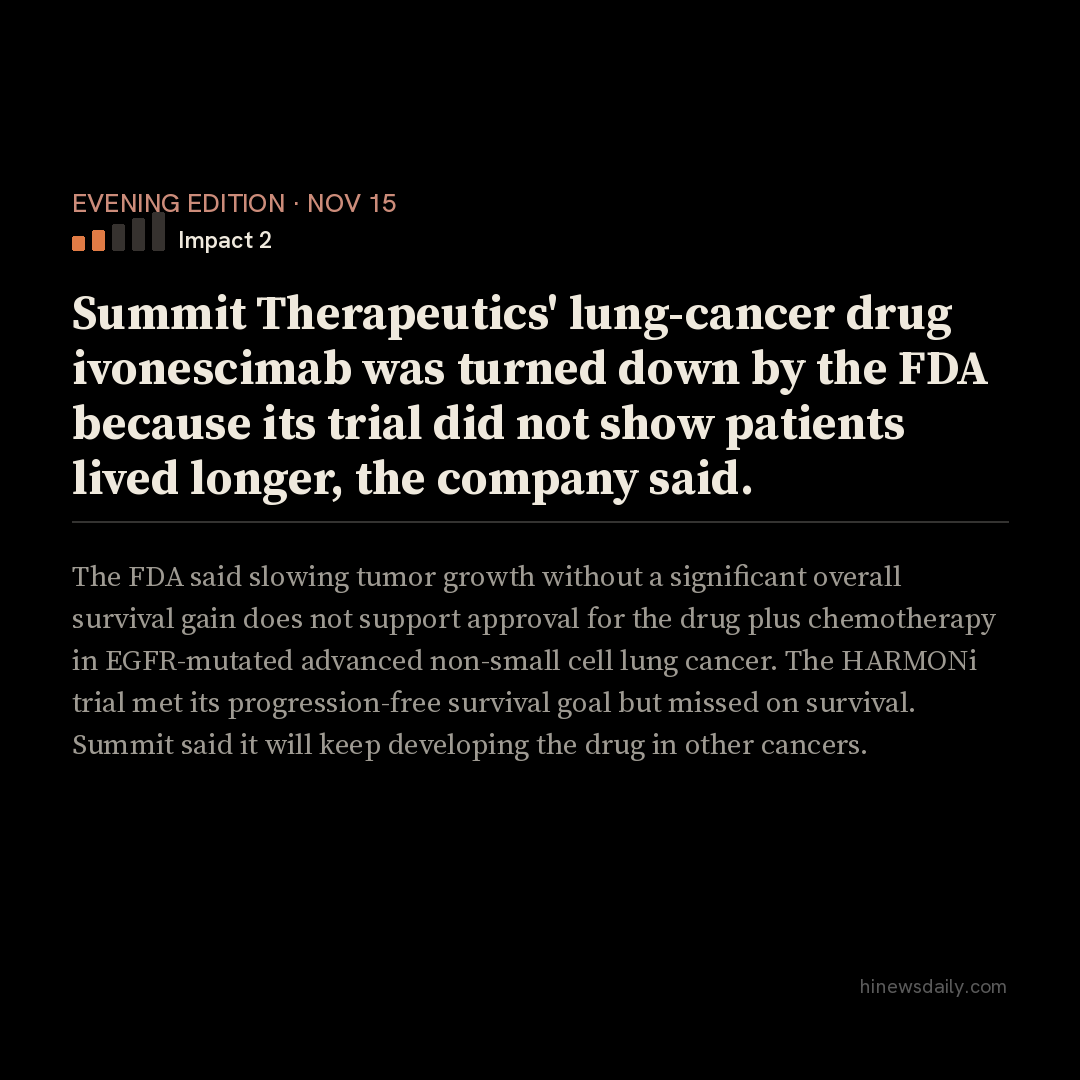 EVENING EDITION · NOV 15
Impact 2
Summit Therapeutics' lung-cancer drug
ivonescimab was turned down by the FDA
because its trial did not show patients
lived longer, the company said.
The FDA said slowing tumor growth without a significant overall
survival gain does not support approval for the drug plus chemotherapy
in EGFR-mutated advanced non-small cell lung cancer. The HARMONi
trial met its progression-free survival goal but missed on survival.
Summit said it will keep developing the drug in other cancers.
hinewsdaily.com